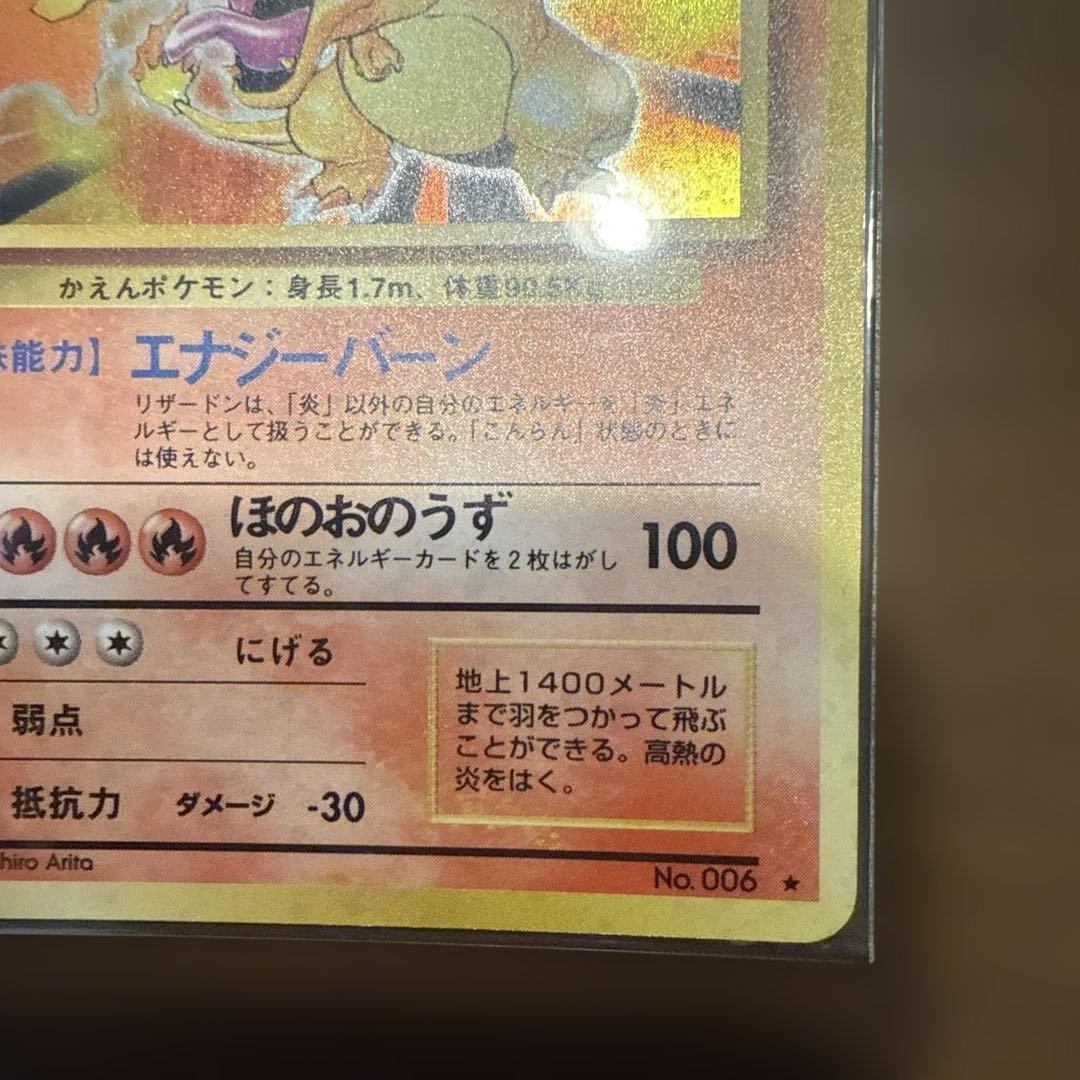 かえんポケモン：身長1.7m、体重90.5Kg
能力】 エナジーバーン
リザードンは、「炎」以外の自分のエネルギーを「炎」エネ
ルギーとして扱うことができる。「こんらん」状態のときに
は使えない。
ほのおのうず 100
自分のエネルギーカードを2枚はがし
てすてる。
にげる
弱点
抵抗力 ダメージ -30
地上1400メートル
まで羽をつかって飛ぶ
ことができる。高熱の
炎をはく。
hiro Arita
No. 006 ★